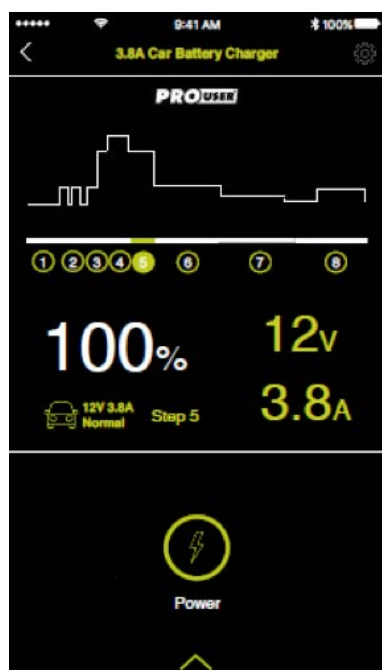 9:41 AM
100%
3.8A Car Battery Charger
PRO USER
1 2 3 4 5 6 7 8
100%
12V
12V 3.8A
Normal
Step 5
3.8A
Power